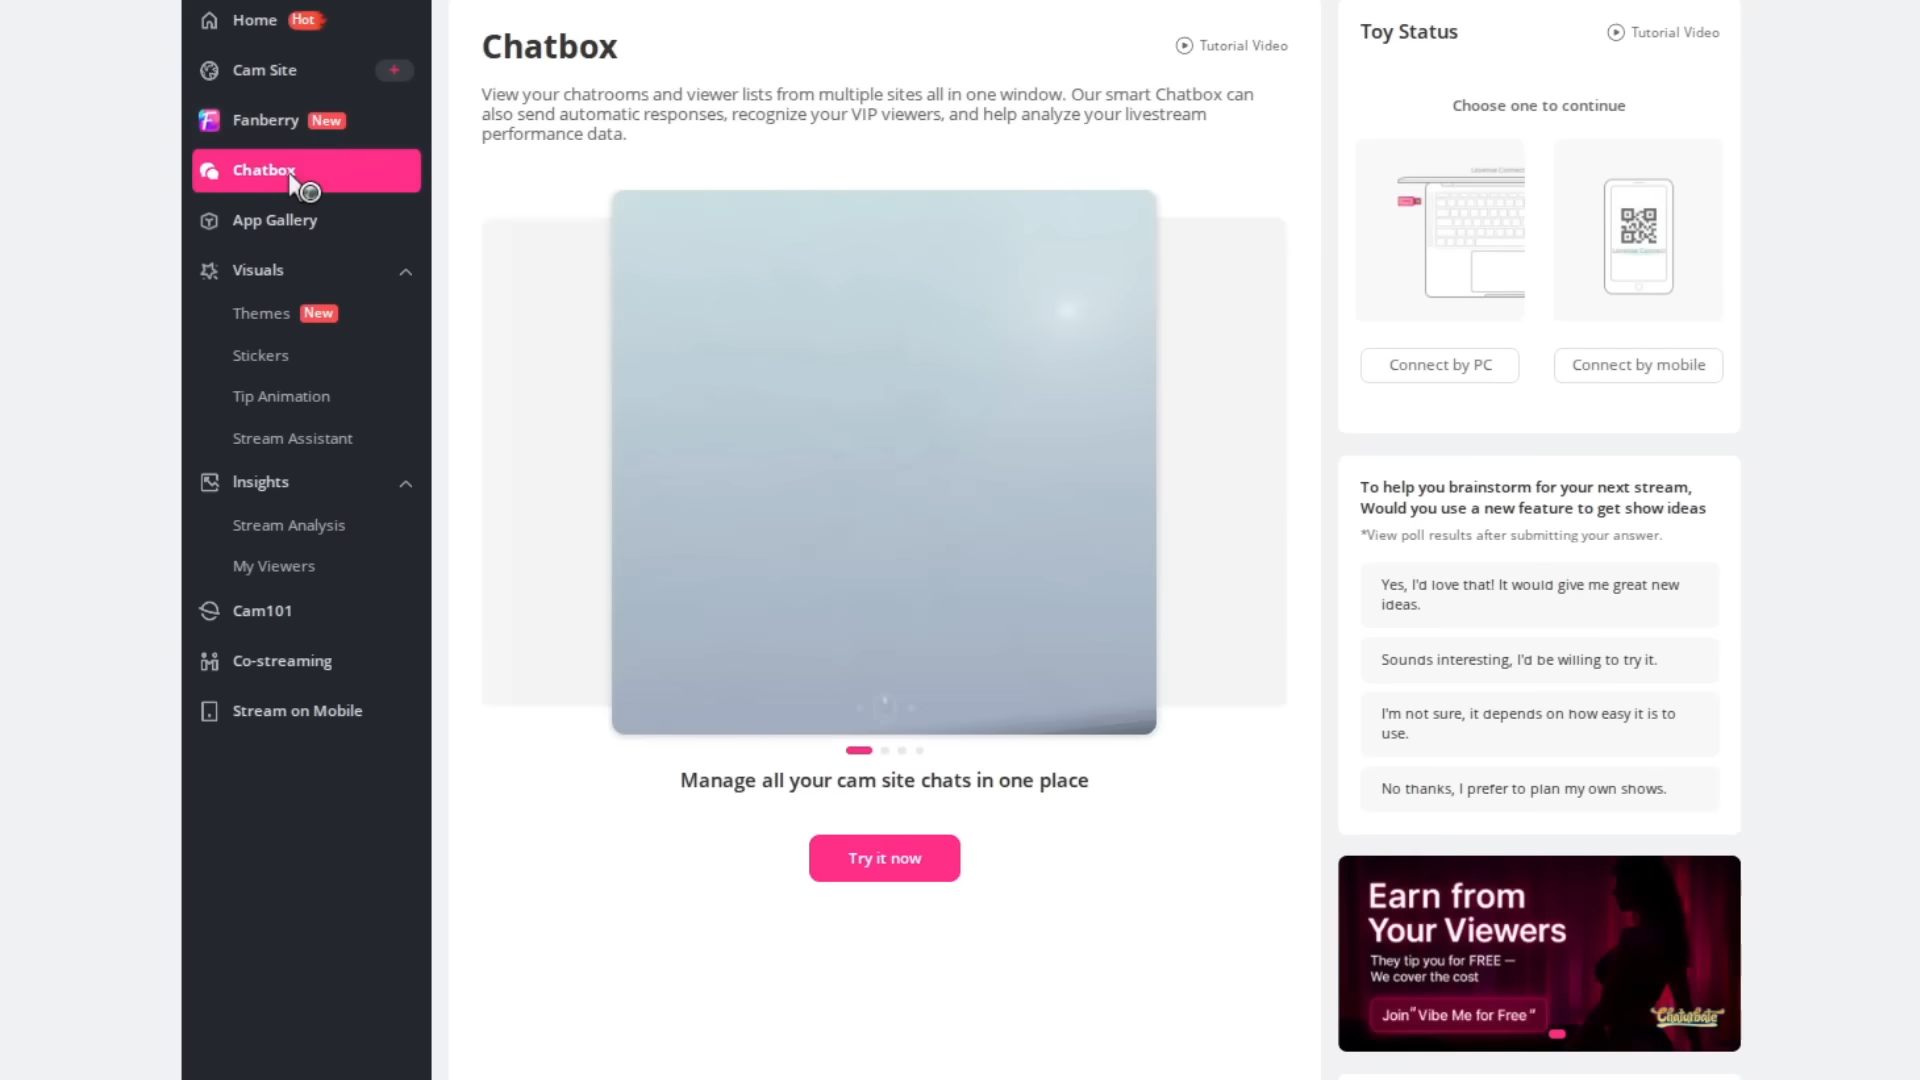 Home Hot
Cam Site +
Fanberry New
Chatbox
App Gallery
Visuals
Themes New
Stickers
Tip Animation
Stream Assistant
Insights
Stream Analysis
My Viewers
Cam101
Co-streaming
Stream on Mobile
Chatbox
Tutorial Video
View your chatrooms and viewer lists from multiple sites all in one window. Our smart Chatbox can
also send automatic responses, recognize your VIP viewers, and help analyze your livestream
performance data.
Manage all your cam site chats in one place
Try it now
Toy Status
Tutorial Video
Choose one to continue
Lovense Connect
Lovense Connect
Connect by PC
Connect by mobile
To help you brainstorm for your next stream,
Would you use a new feature to get show ideas
*View poll results after submitting your answer.
Yes, I'd love that! It would give me great new
ideas.
Sounds interesting, I'd be willing to try it.
I'm not sure, it depends on how easy it is to
use.
No thanks, I prefer to plan my own shows.
Earn from
Your Viewers
They tip you for FREE —
We cover the cost
Join "Vibe Me for Free"
Chaturbate